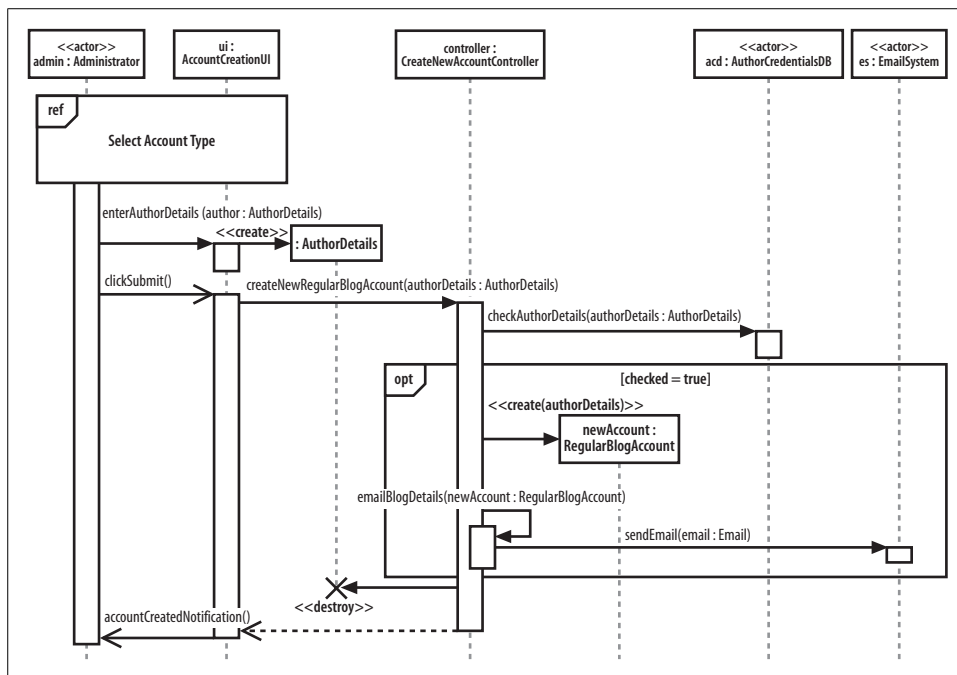 <<actor>>
admin : Administrator
ui :
AccountCreationUI
controller :
CreateNewAccountController
<<actor>>
acd : AuthorCredentialsDB
<<actor>>
es : EmailSystem
ref
Select Account Type
enterAuthorDetails (author : AuthorDetails)
<<create>>
: AuthorDetails
clickSubmit()
createNewRegularBlogAccount(authorDetails : AuthorDetails)
checkAuthorDetails(authorDetails : AuthorDetails)
opt
[checked = true]
<<create(authorDetails)>>
newAccount :
RegularBlogAccount
emailBlogDetails(newAccount : RegularBlogAccount)
sendEmail(email : Email)
<<destroy>>
accountCreatedNotification()